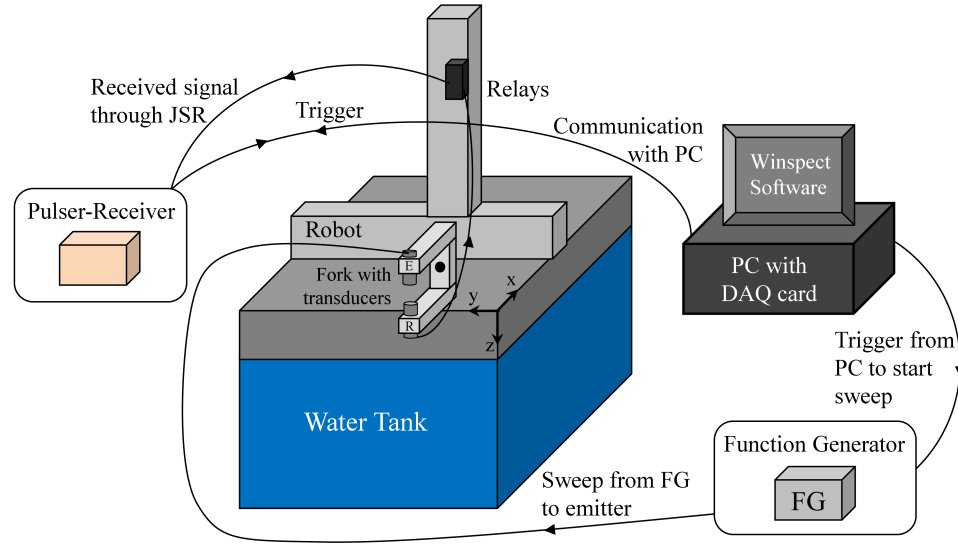 Received signal
through JSR
Relays
Trigger
Communication
with PC
Winspect
Software
Pulser-Receiver
Robot
E
Fork with
transducers
R
x
y
z
PC with
DAQ card
Trigger from
PC to start
sweep
Water Tank
Function Generator
FG
Sweep from FG
to emitter